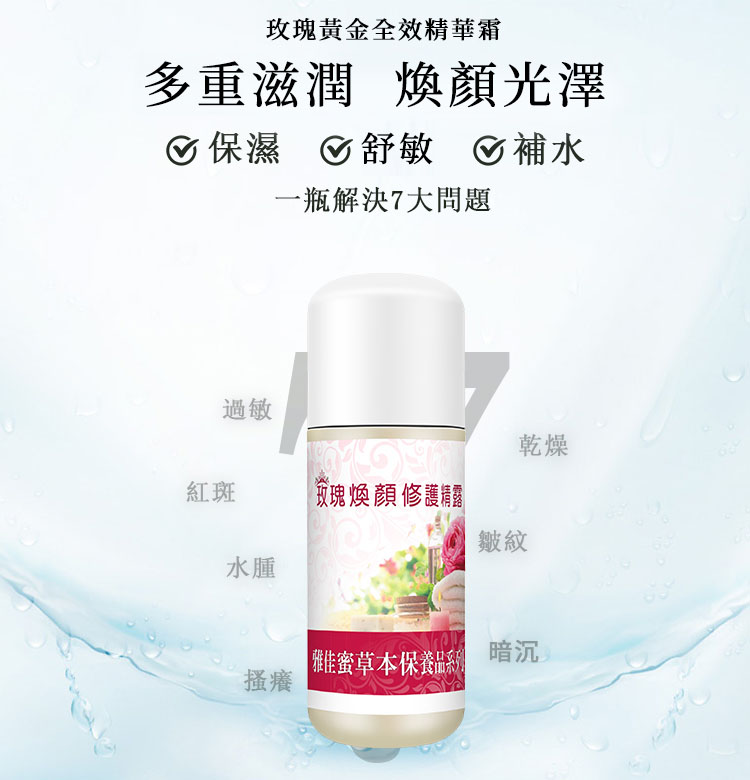 玫瑰黃金全效精華霜
多重滋潤 煥顏光澤
保濕 舒敏 補水
一瓶解決7大問題
過敏
乾燥
紅斑
玫瑰煥顏修護精露
皺紋
水腫
暗沉
雅佳蜜草本保養品系列
搔癢